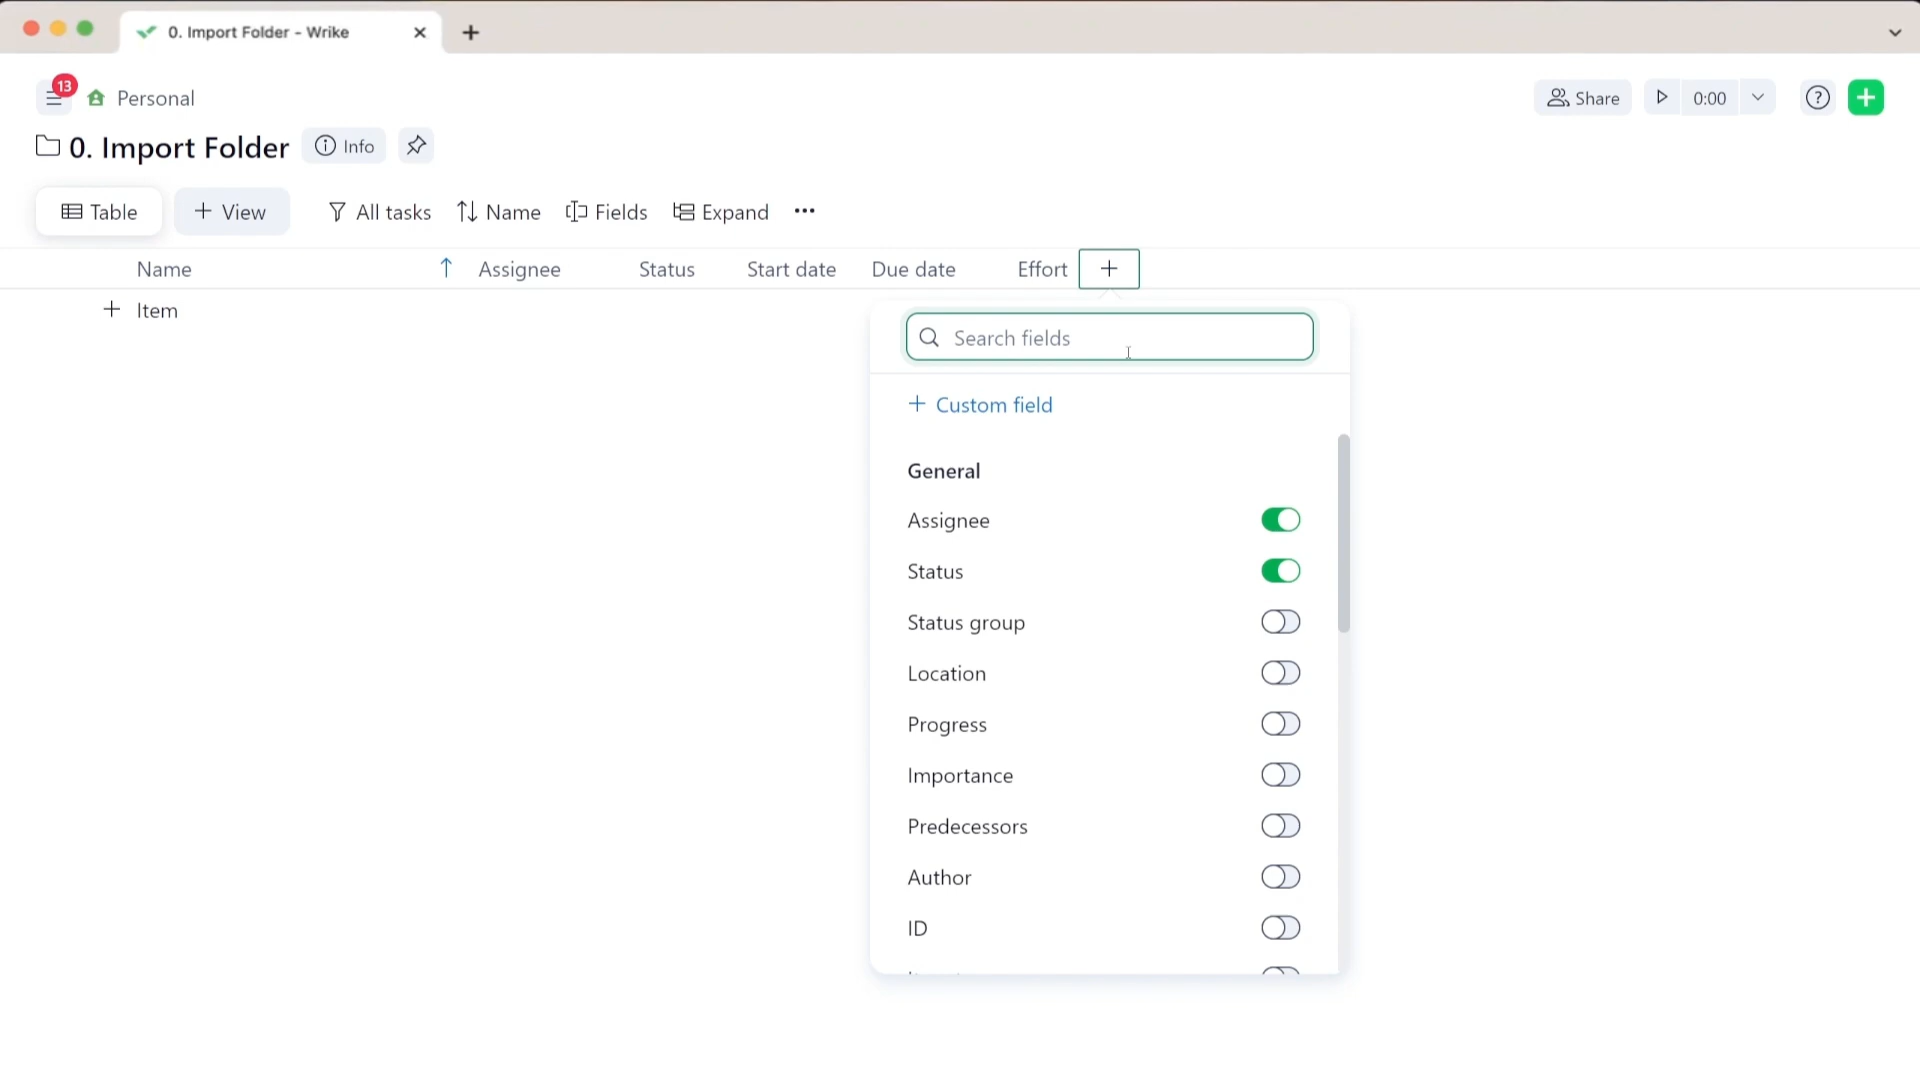 0. Import Folder - Wrike
13
Personal
Share
0:00
0. Import Folder
Info
Table
View
All tasks
Name
Fields
Expand
Name
Assignee
Status
Start date
Due date
Effort
Item
Search fields
Custom field
General
Assignee
Status
Status group
Location
Progress
Importance
Predecessors
Author
ID